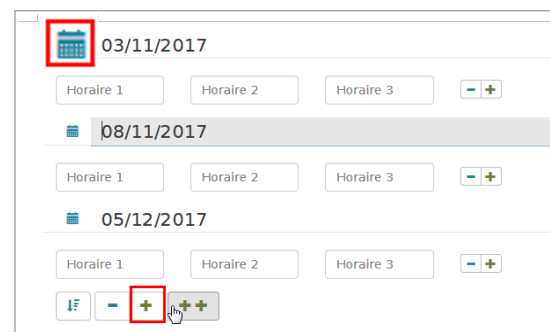 03/11/2017
Horaire 1 Horaire 2 Horaire 3 - +
08/11/2017
Horaire 1 Horaire 2 Horaire 3 - +
05/12/2017
Horaire 1 Horaire 2 Horaire 3 - +
- + ++